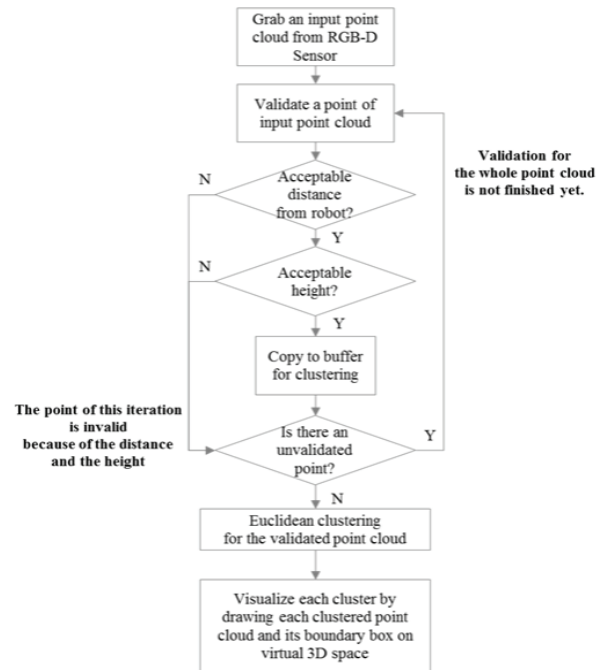 Grab an input point
cloud from RGB-D
Sensor
Validate a point of
input point cloud
Validation for
the whole point cloud
is not finished yet.
N
Acceptable
distance
from robot?
Y
N
Acceptable
height?
Y
Copy to buffer
for clustering
The point of this iteration
is invalid
because of the distance
and the height
Is there an
unvalidated
point?
Y
N
Euclidean clustering
for the validated point cloud
Visualize each cluster by
drawing each clustered point
cloud and its boundary box on
virtual 3D space